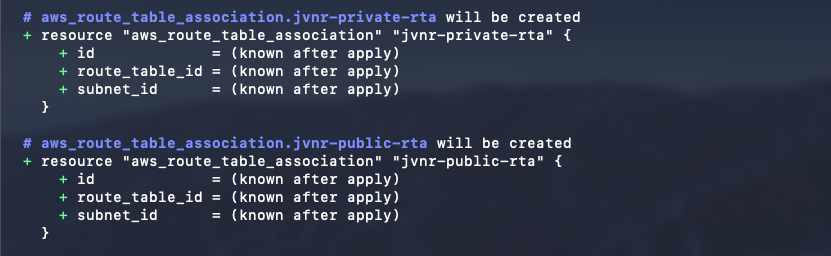 # aws_route_table_association.jvnr-private-rta will be created
+ resource "aws_route_table_association" "jvnr-private-rta" {
+ id = (known after apply)
+ route_table_id = (known after apply)
+ subnet_id = (known after apply)
}
# aws_route_table_association.jvnr-public-rta will be created
+ resource "aws_route_table_association" "jvnr-public-rta" {
+ id = (known after apply)
+ route_table_id = (known after apply)
+ subnet_id = (known after apply)
}